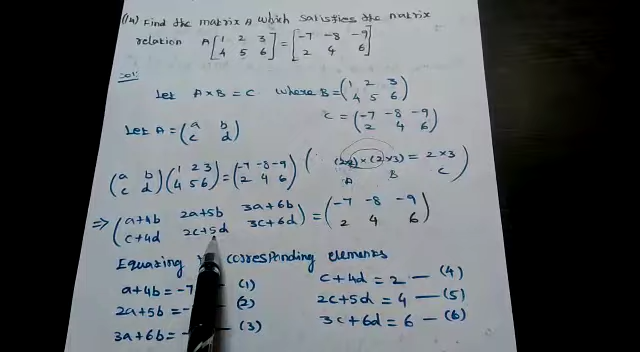 (14) Find the matrix A which satisfies the matrix
relation A [1 2 3 4 5 6] = [-7 -8 -9 2 4 6]
Sol:
Let A×B = C where B = (1 2 3 4 5 6)
C = (-7 -8 -9 2 4 6)
Let A = (a b c d)
(a b c d) (1 2 3 4 5 6) = (-7 -8 -9 2 4 6) ((2×2) × (2×3) = 2×3 A B C)
⇒ (a+4b 2a+5b 3a+6b c+4d 2c+5d 3c+6d) = (-7 -8 -9 2 4 6)
Equating corresponding elements
a+4b = -7 (1) c+4d = 2 — (4)
2a+5b = - (2) 2c+5d = 4 — (5)
3a+6b = - (3) 3c+6d = 6 — (6)